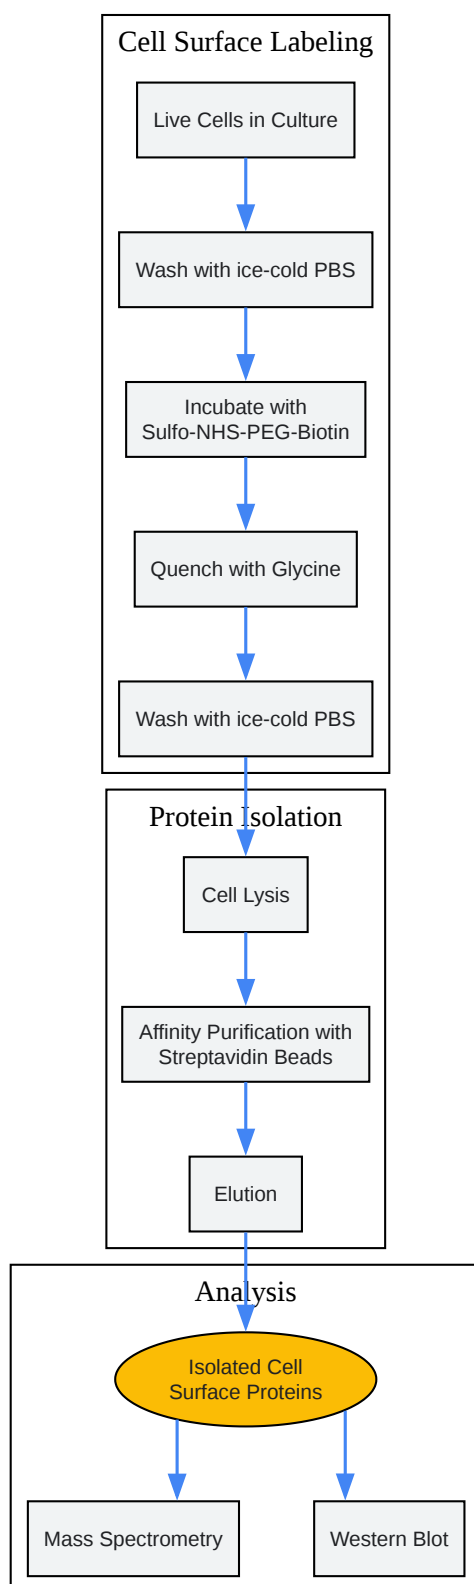 Cell Surface Labeling
Live Cells in Culture
Wash with ice-cold PBS
Incubate with
Sulfo-NHS-PEG-Biotin
Quench with Glycine
Wash with ice-cold PBS
Protein Isolation
Cell Lysis
Affinity Purification with
Streptavidin Beads
Elution
Analysis
Isolated Cell
Surface Proteins
Mass Spectrometry
Western Blot